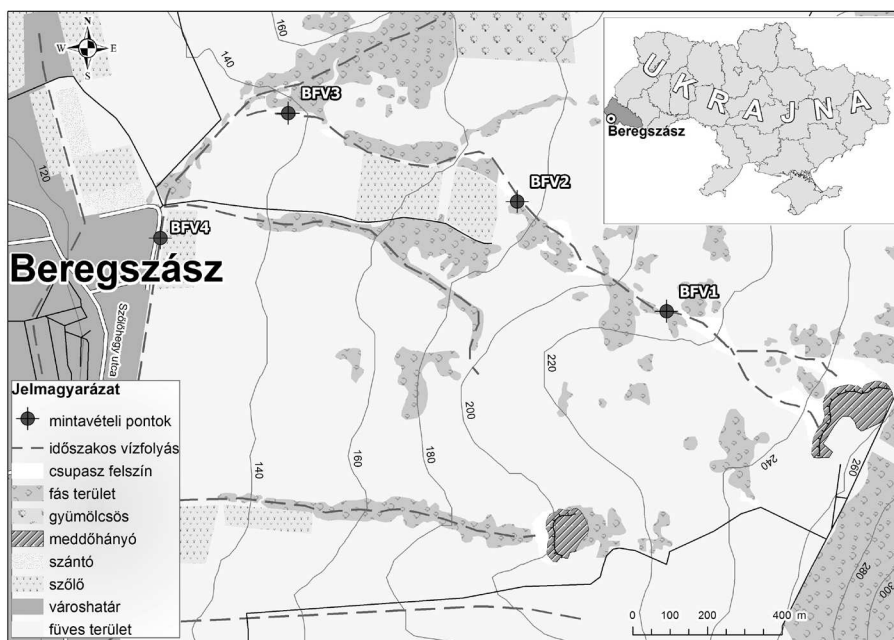 N
W E
S
160
140
BFV3
UKRAJNA
Beregszász
120
BFV2
BFV4
Beregszász
BFV1
Szőlőhegy utca
220
200
Jelmagyarázat
mintavételi pontok
időszakos vízfolyás
csupasz felszín
fás terület
gyümölcsös
meddőhányó
szántó
szőlő
városhatár
füves terület
140
160
180
240
260
280
300
0 100 200 400 m